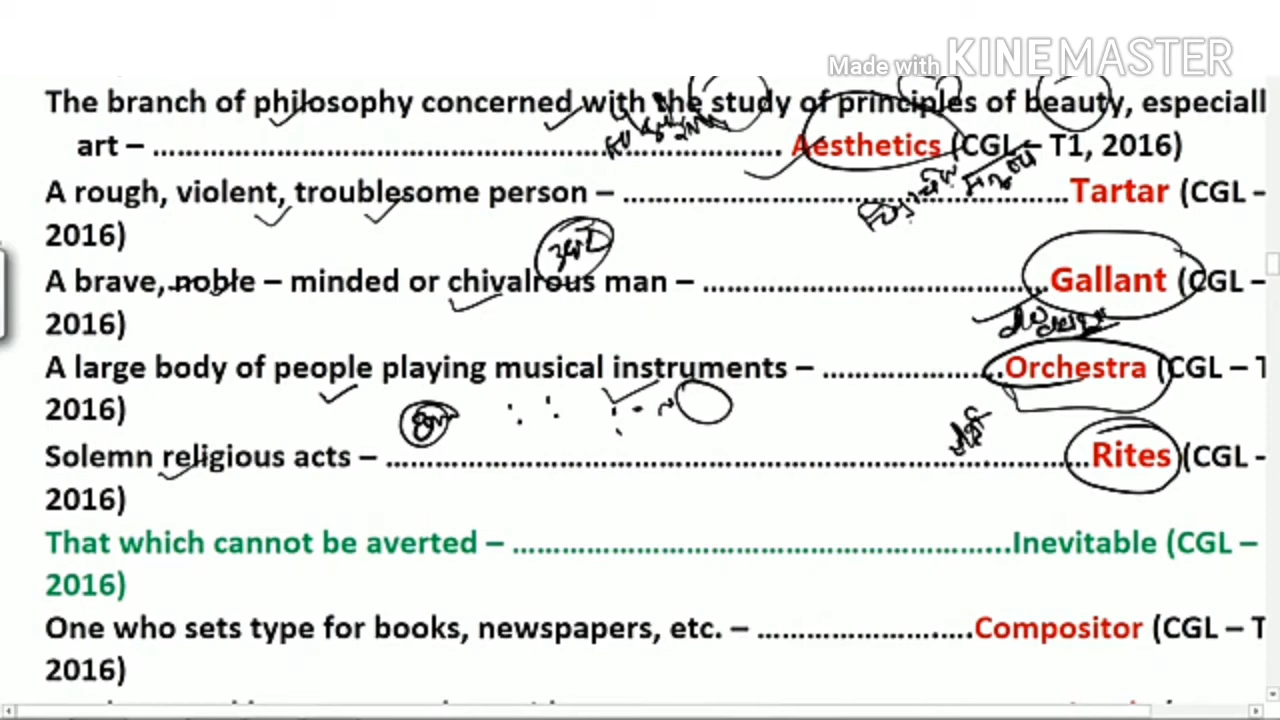 Made with KINEMASTER
The branch of philosophy concerned with the study of principles of beauty, especiall
art – ……………………………………………………………………. Aesthetics (CGL – T1, 2016)
A rough, violent, troublesome person – ………………………………………………Tartar (CGL –
2016)
A brave, noble – minded or chivalrous man – ……………………………………Gallant (CGL –
2016)
A large body of people playing musical instruments – …………………..Orchestra (CGL – T
2016)
Solemn religious acts – …………………………………………………………………………..Rites (CGL –
2016)
That which cannot be averted – …………………………………………………...Inevitable (CGL –
2016)
One who sets type for books, newspapers, etc. – ……………………..Compositor (CGL – T
2016)